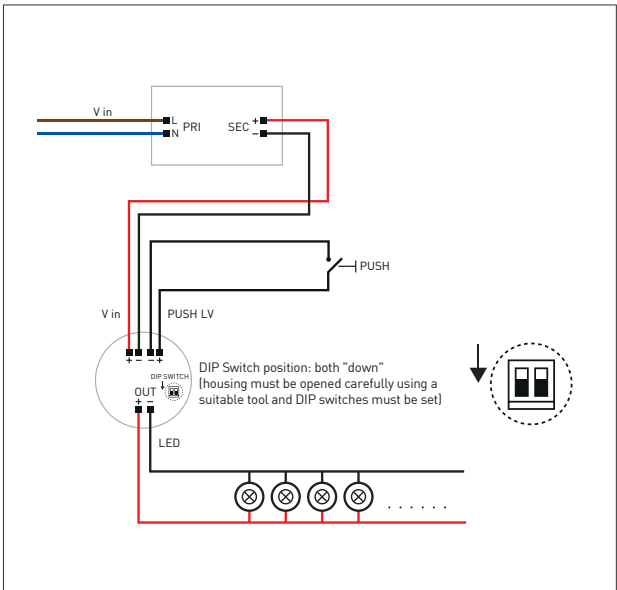 V in
L
PRI
SEC
+
N
–
PUSH
V in
PUSH LV
+ – – +
DIP Switch position: both "down"
(housing must be opened carefully using a
suitable tool and DIP switches must be set)
DIP SWITCH
OUT
+ –
LED
. . . . . .